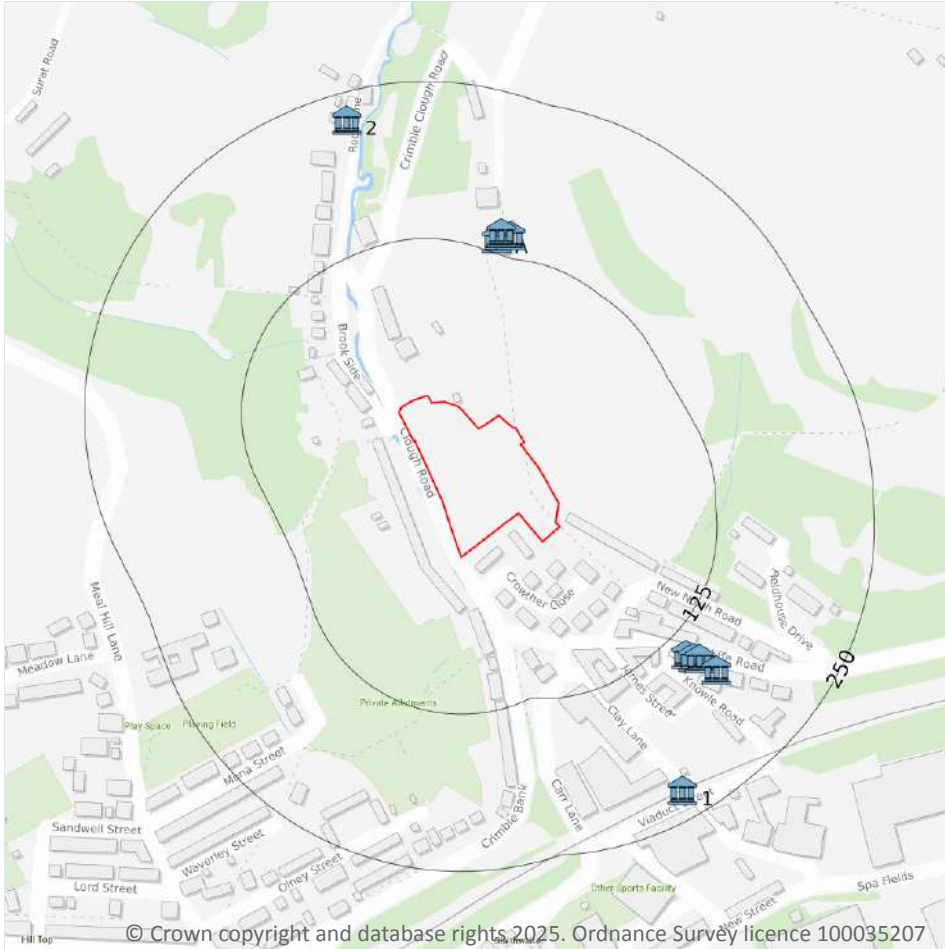 Surat Road
2
Crimble Clough Road
Brook Side
Clough Road
Crowther Close
New North Road
125
Fieldhouse Drive
Meal Hill Lane
Meadow Lane
Road
250
Knowle Road
James Street
Private Allotments
Clay Lane
Play Space
Playing Field
Mana Street
1
Viaduct
Carr Lane
Crimble Bank
Sandwell Street
Waverley Street
Olney Street
Lord Street
Other Sports Facility
Spa Fields
New Street
Hill Top
© Crown copyright and database rights 2025. Ordnance Survey licence 100035207